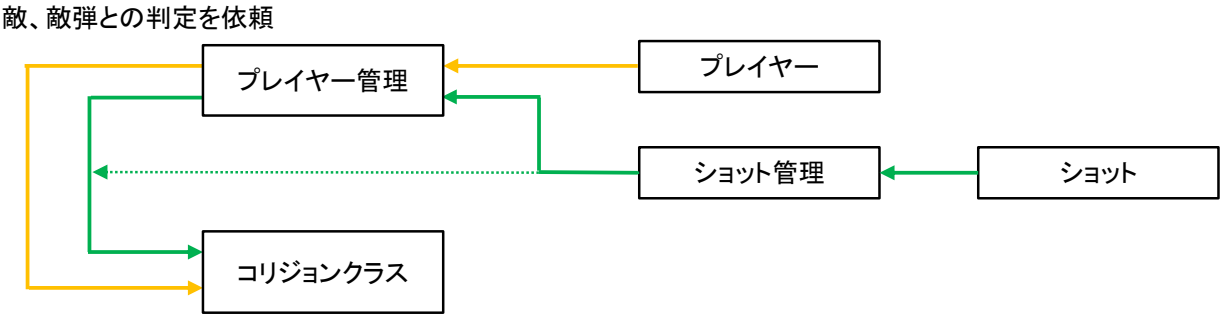 敵、敵弾との判定を依頼
プレイヤー管理
プレイヤー
ショット管理
ショット
コリジョンクラス